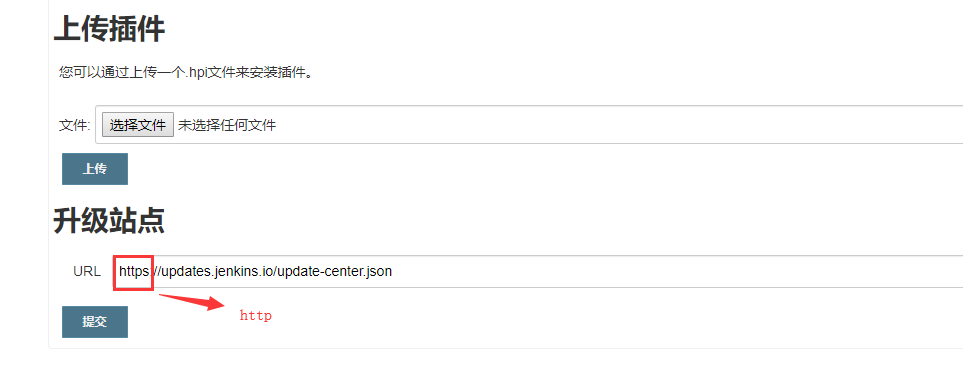 上传插件
您可以通过上传一个.hpi文件来安装插件。
文件: 选择文件 未选择任何文件
上传
升级站点
URL https://updates.jenkins.io/update-center.json
http
提交